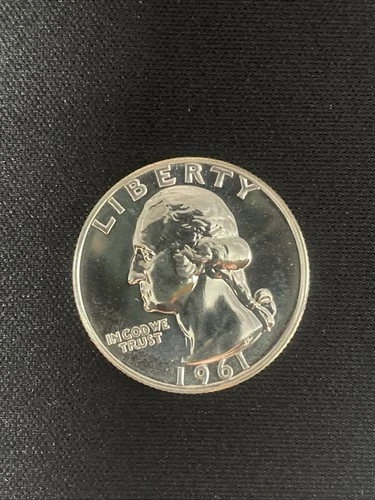 LIBERTY
IN GOD WE
TRUST
1961